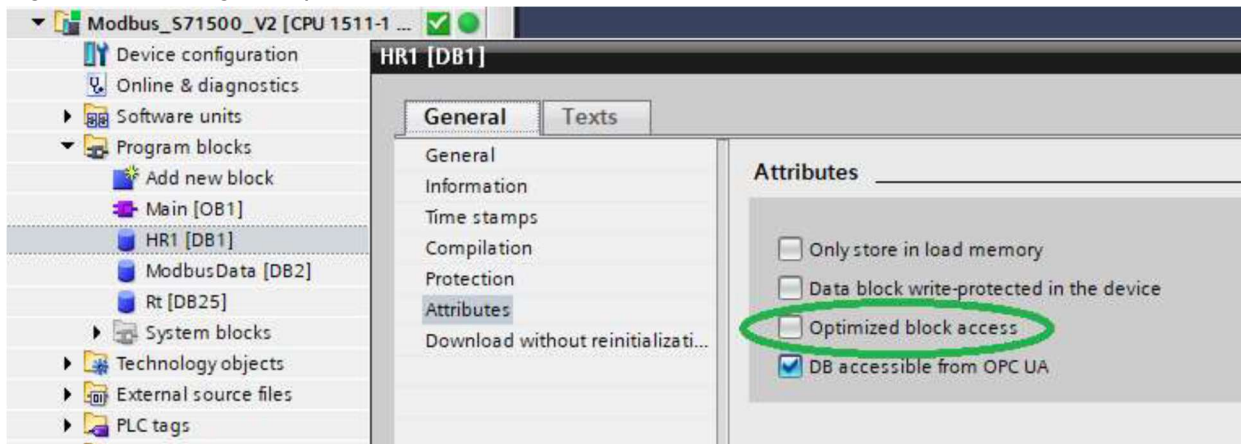 Modbus_S71500_V2 [CPU 1511-1 ...
Device configuration
Online & diagnostics
Software units
Program blocks
Add new block
Main [OB1]
HR1 [DB1]
ModbusData [DB2]
Rt [DB25]
System blocks
Technology objects
External source files
PLC tags
HR1 [DB1]
General
Texts
General
Information
Time stamps
Compilation
Protection
Attributes
Download without reinitializati...
Attributes
Only store in load memory
Data block write-protected in the device
Optimized block access
DB accessible from OPC UA